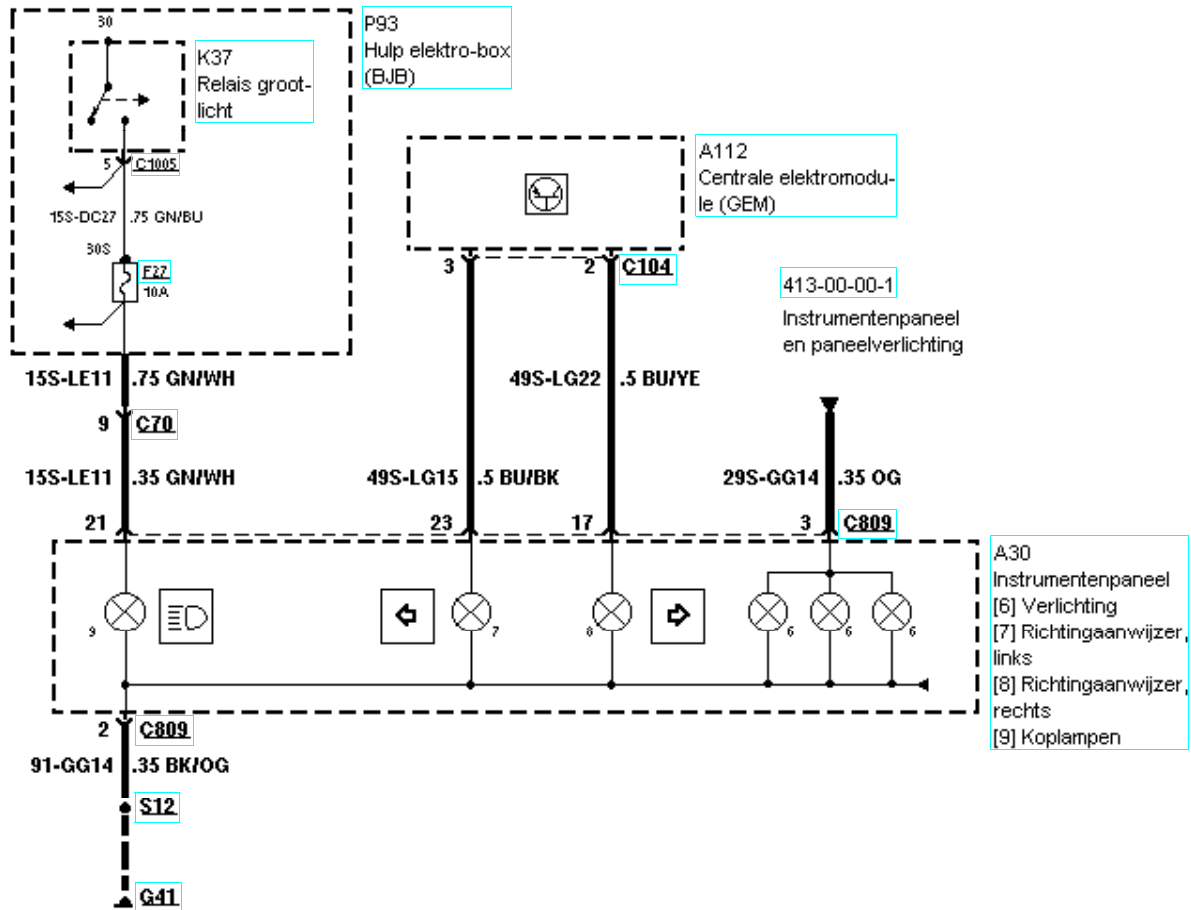 30
P93
Hulp elektro-box
(BJB)
K37
Relais groot-
licht
5 C1005
15S-DC27 .75 GN/BU
30S
F27
10A
A112
Centrale elektromodu-
le (GEM)
3 2 C104
413-00-00-1
Instrumentenpaneel
en paneelverlichting
15S-LE11 .75 GN/WH
49S-LG22 .5 BU/YE
9 C70
15S-LE11 .35 GN/WH
49S-LG15 .5 BU/BK
29S-GG14 .35 OG
21 23 17 3 C809
A30
Instrumentenpaneel
[6] Verlichting
[7] Richtingaanwijzer,
links
[8] Richtingaanwijzer,
rechts
[9] Koplampen
9 7 8 6 6 6
2 C809
91-GG14 .35 BK/OG
S12
G41